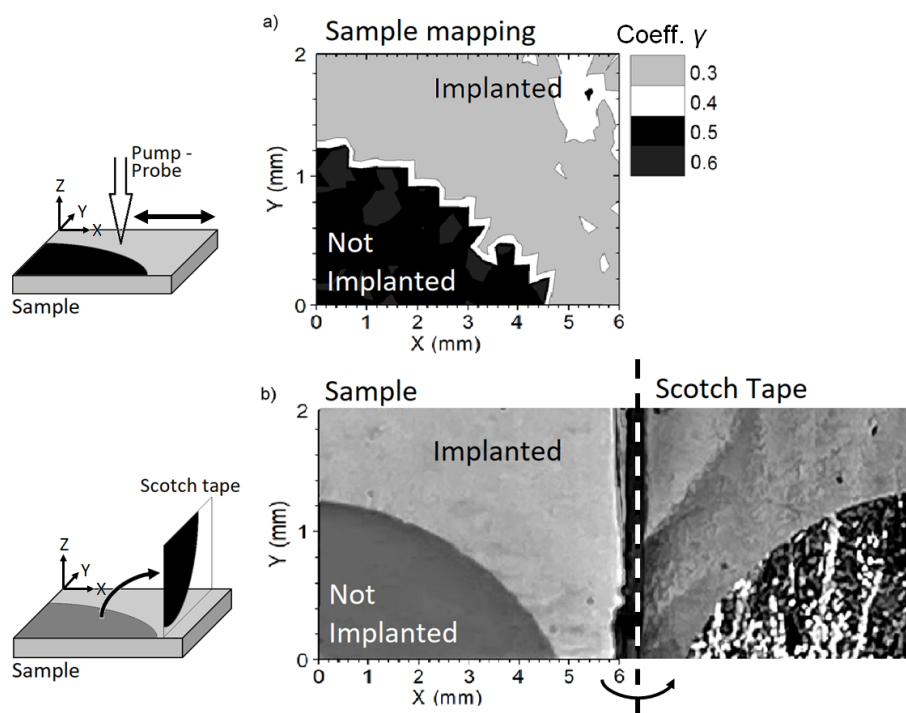 a)
Sample mapping
Coeff. γ
Implanted
0.3
0.4
0.5
0.6
2
1
0
Y (mm)
Not
Implanted
0 1 2 3 4 5 6
X (mm)
Pump -
Probe
Z
Y
X
Sample
b)
Sample
Scotch Tape
Implanted
2
1
0
Y (mm)
Not
Implanted
0 1 2 3 4 5 6
X (mm)
Scotch tape
Z
Y
X
Sample